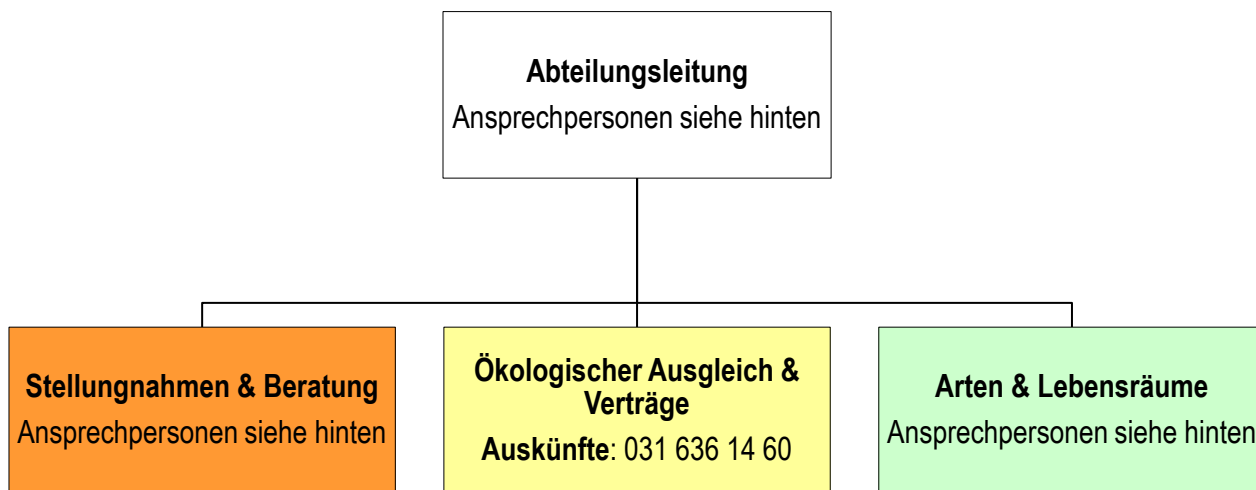 Abteilungsleitung
Ansprechpersonen siehe hinten
Stellungnahmen & Beratung
Ansprechpersonen siehe hinten
Ökologischer Ausgleich &
Verträge
Auskünfte: 031 636 14 60
Arten & Lebensräume
Ansprechpersonen siehe hinten